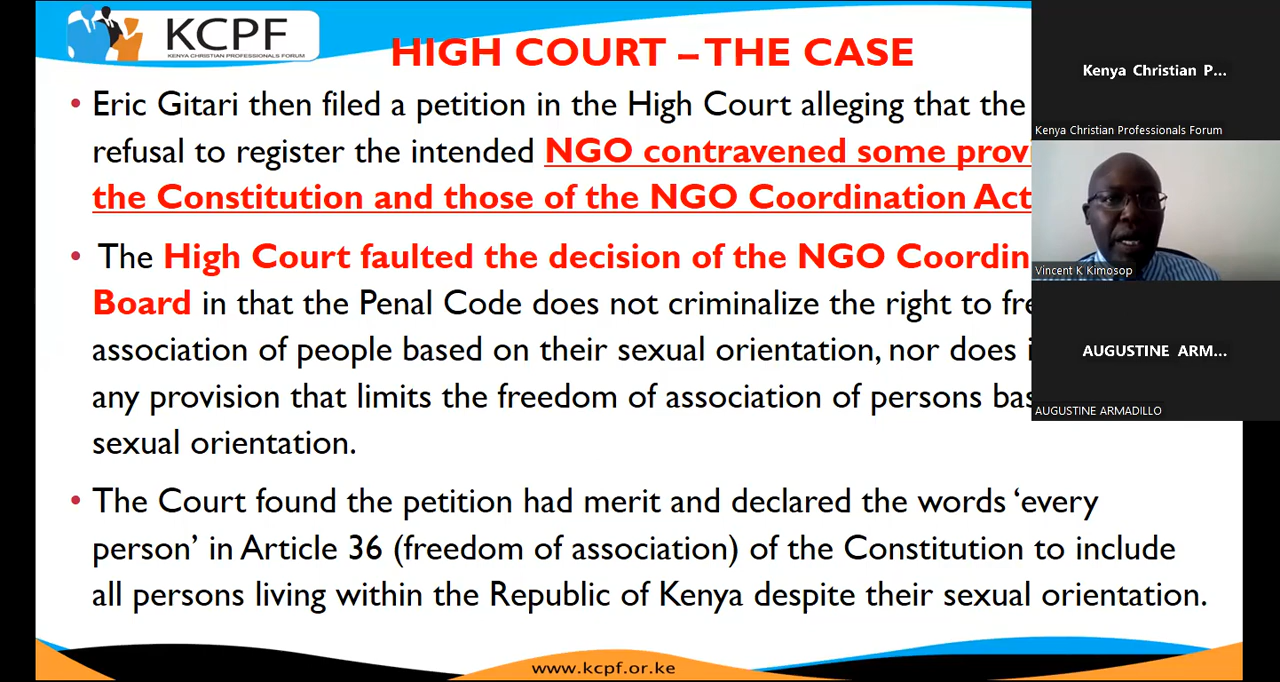 KCPF
KENYA CHRISTIAN PROFESSIONALS FORUM
HIGH COURT – THE CASE
• Eric Gitari then filed a petition in the High Court alleging that the
refusal to register the intended NGO contravened some
the Constitution and those of the NGO Coordination Act
• The High Court faulted the decision of the NGO
Board in that the Penal Code does not criminalize the right to
association of people based on their sexual orientation, nor does
any provision that limits the freedom of association of persons
sexual orientation.
• The Court found the petition had merit and declared the words ‘every
person’ in Article 36 (freedom of association) of the Constitution to include
all persons living within the Republic of Kenya despite their sexual orientation.
www.kcpf.or.ke
Kenya Christian P...
Kenya Christian Professionals Forum
Vincent K Kimosop
AUGUSTINE ARM...
AUGUSTINE ARMADILLO